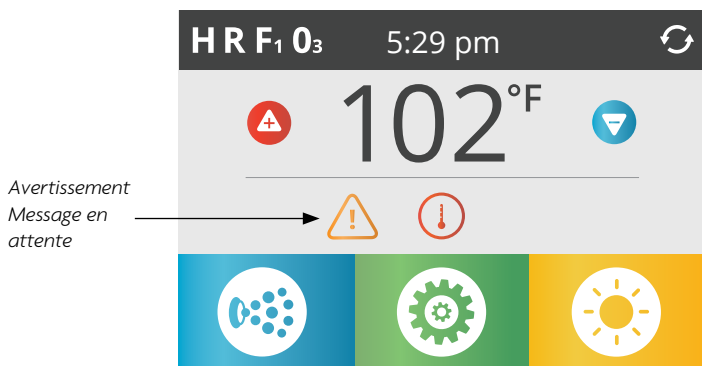 H R F1 03
5:29 pm
102°F
Avertissement
Message en
attente